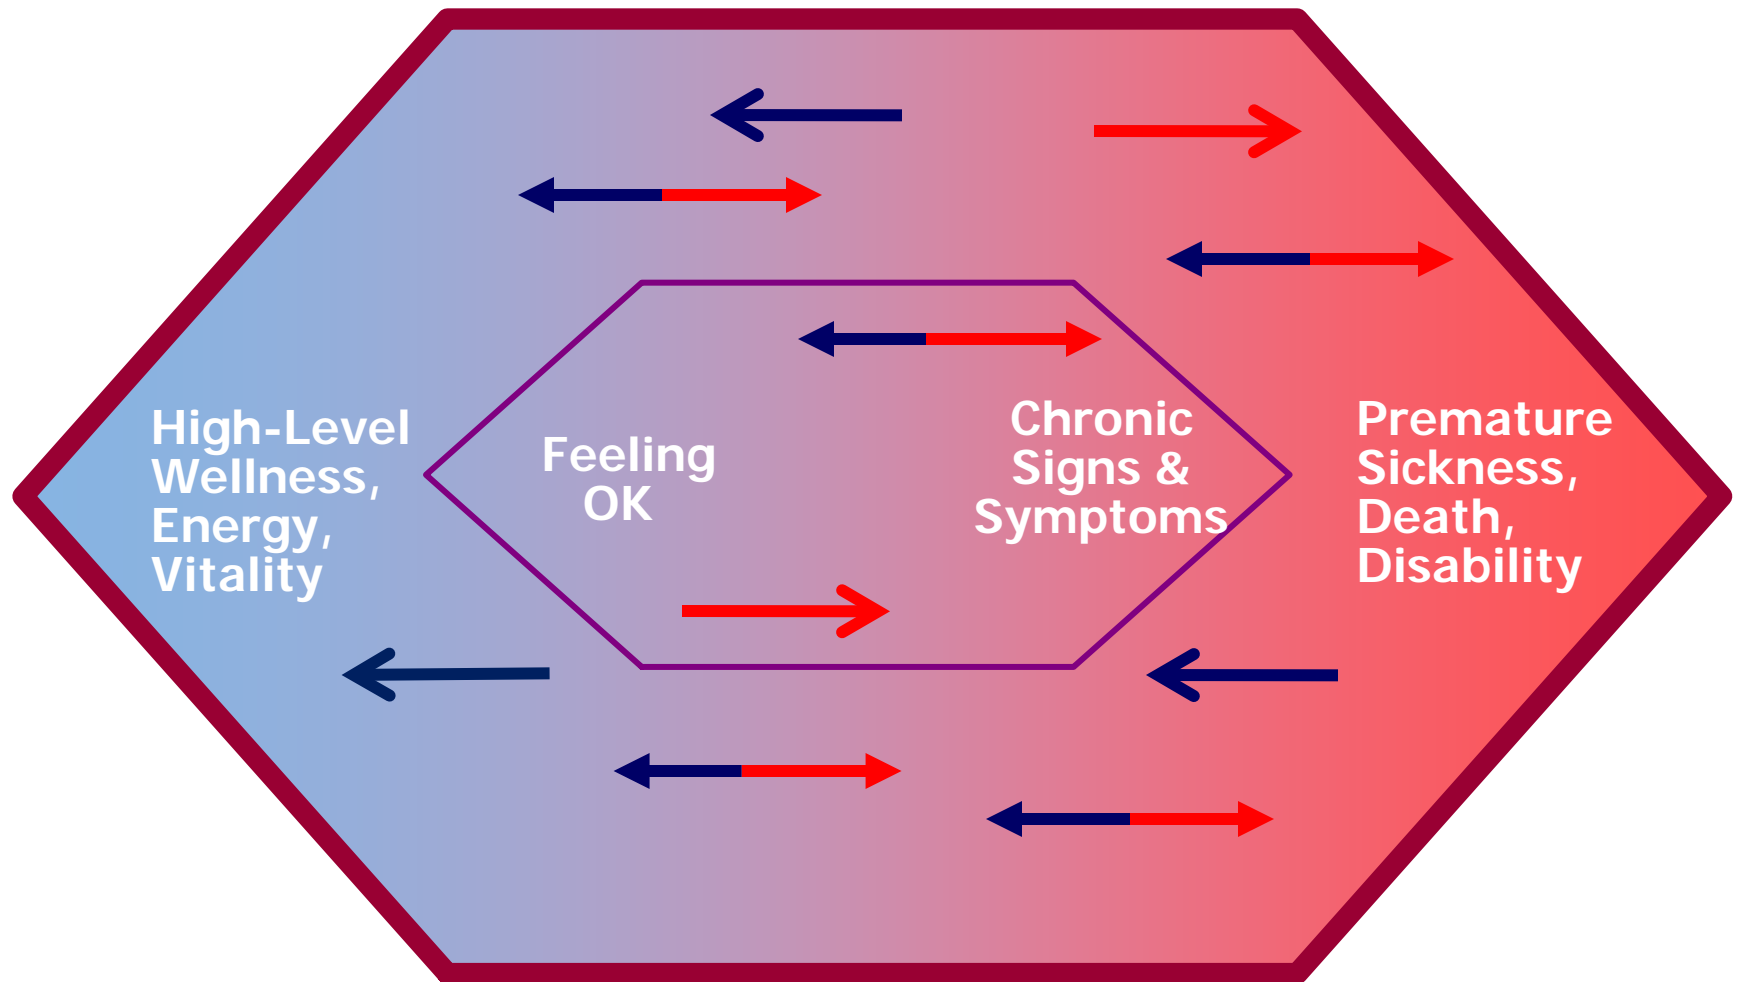 High-Level
Wellness,
Energy,
Vitality
Feeling
OK
Chronic
Signs &
Symptoms
Premature
Sickness,
Death,
Disability